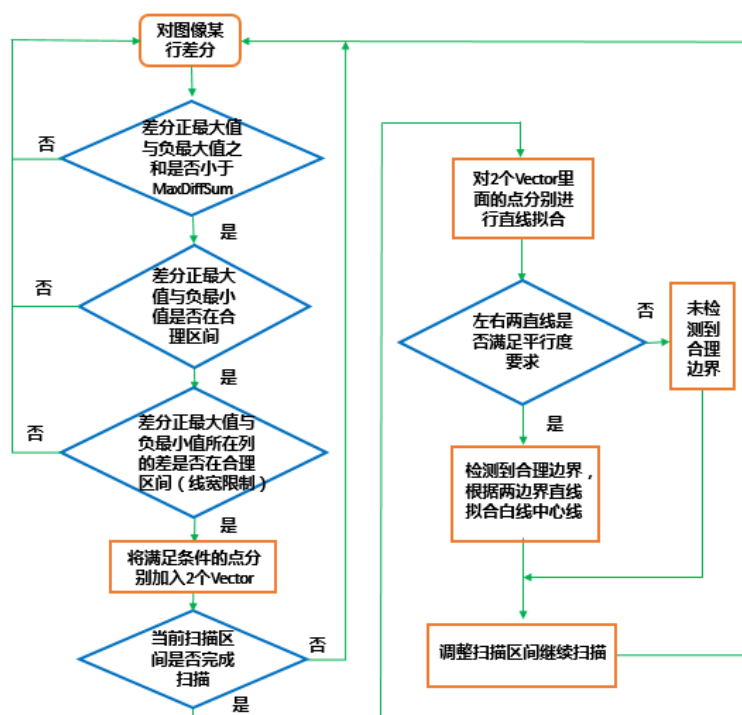 对图像某
行差分
否
差分正最大值
与负最大值之
和是否小于
MaxDiffSum
是
否
差分正最大
值与负最小
值是否在合
理区间
是
否
差分正最大值与
负最小值所在列
的差是否在合理
区间（线宽限制）
是
将满足条件的点分
别加入2个Vector
当前扫描区
间是否完成
扫描
否
是
对2个Vector里
面的点分别进
行直线拟合
左右两直线是
否满足平行度
要求
否
未检
测到
合理
边界
是
检测到合理边界，
根据两边界直线
拟合白线中心线
调整扫描区间继续扫描